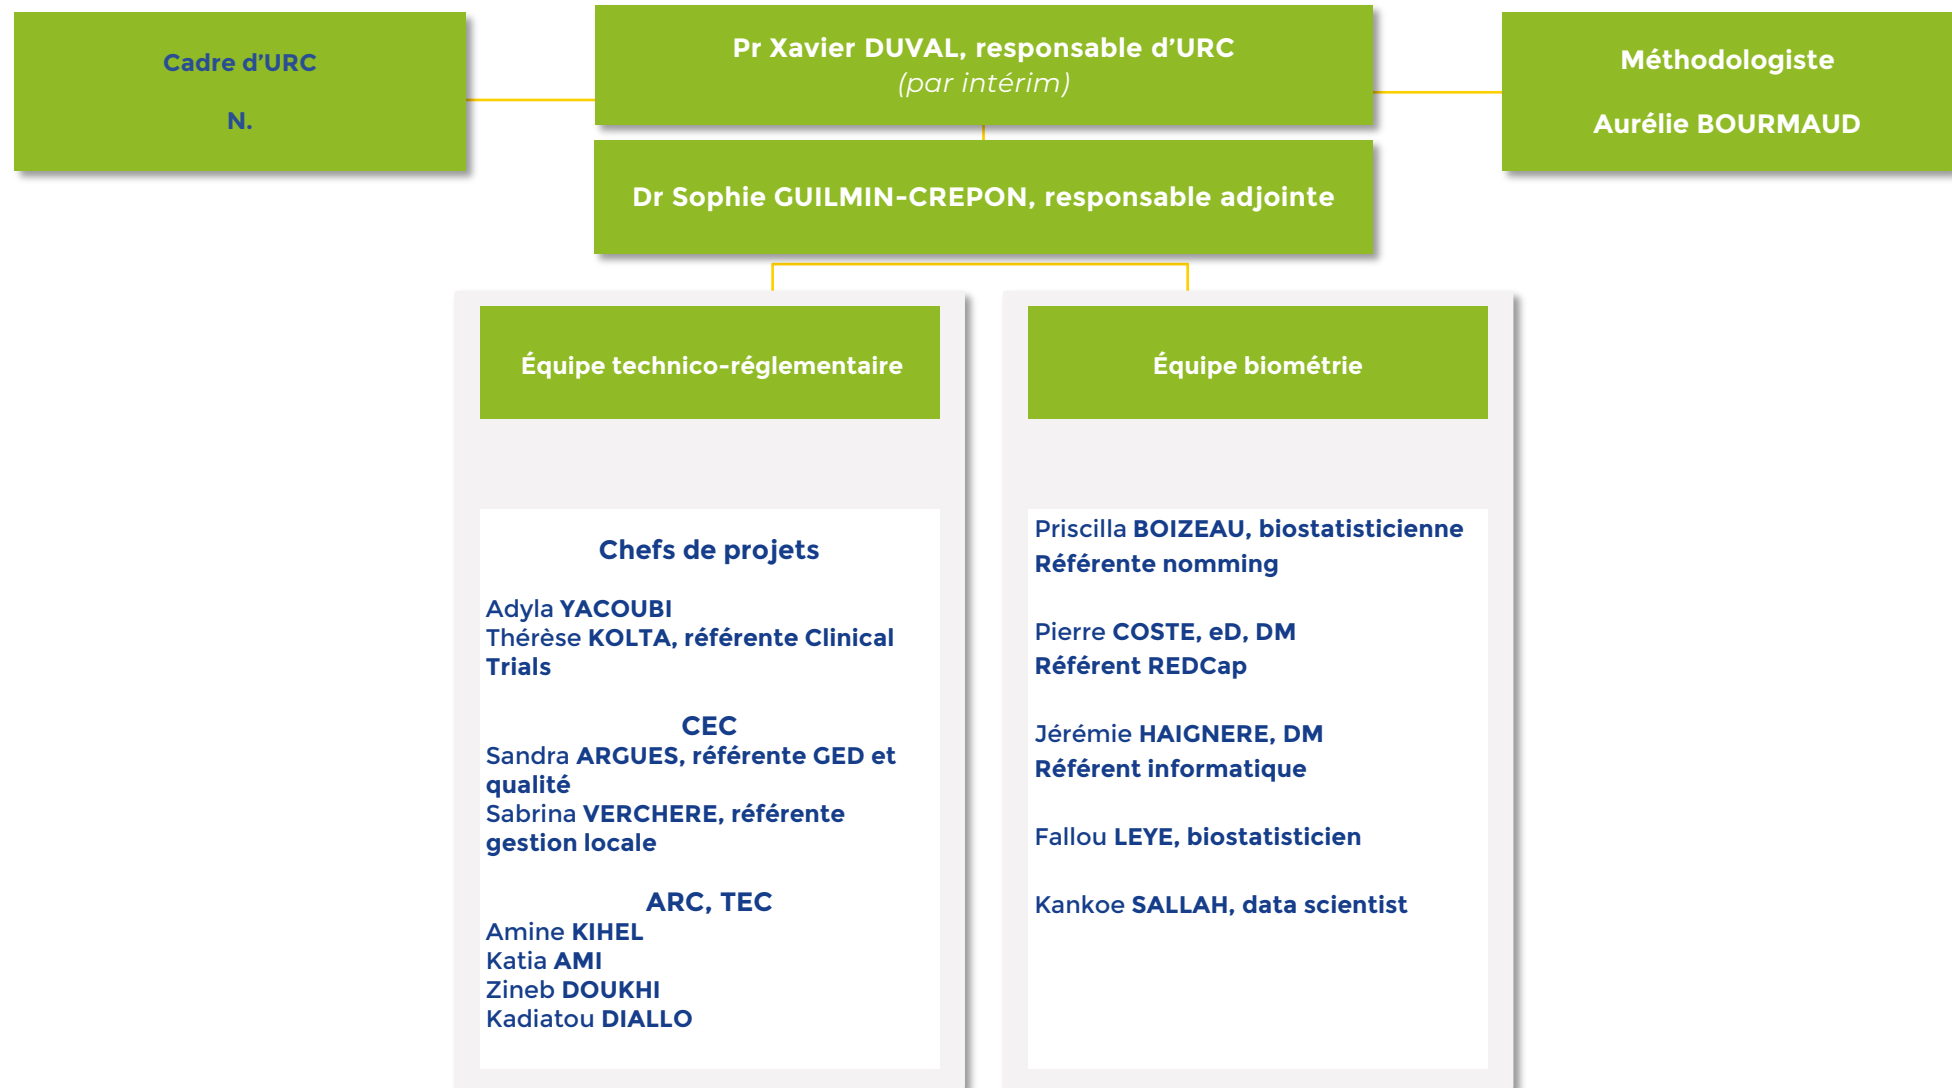 Cadre d’URC
N.
Pr Xavier DUVAL, responsable d’URC
(par intérim)
Méthodologiste
Aurélie BOURMAUD
Dr Sophie GUILMIN-CREPON, responsable adjointe
Équipe technico-réglementaire
Chefs de projets
Adyla YACOUBI
Thérèse KOLTA, référente Clinical
Trials
CEC
Sandra ARGUES, référente GED et
qualité
Sabrina VERCHERE, référente
gestion locale
ARC, TEC
Amine KIHEL
Katia AMI
Zineb DOUKHI
Kadiatou DIALLO
Équipe biométrie
Priscilla BOIZEAU, biostatisticienne
Référente nomming
Pierre COSTE, eD, DM
Référent REDCap
Jérémie HAIGNERE, DM
Référent informatique
Fallou LEYE, biostatisticien
Kankoe SALLAH, data scientist